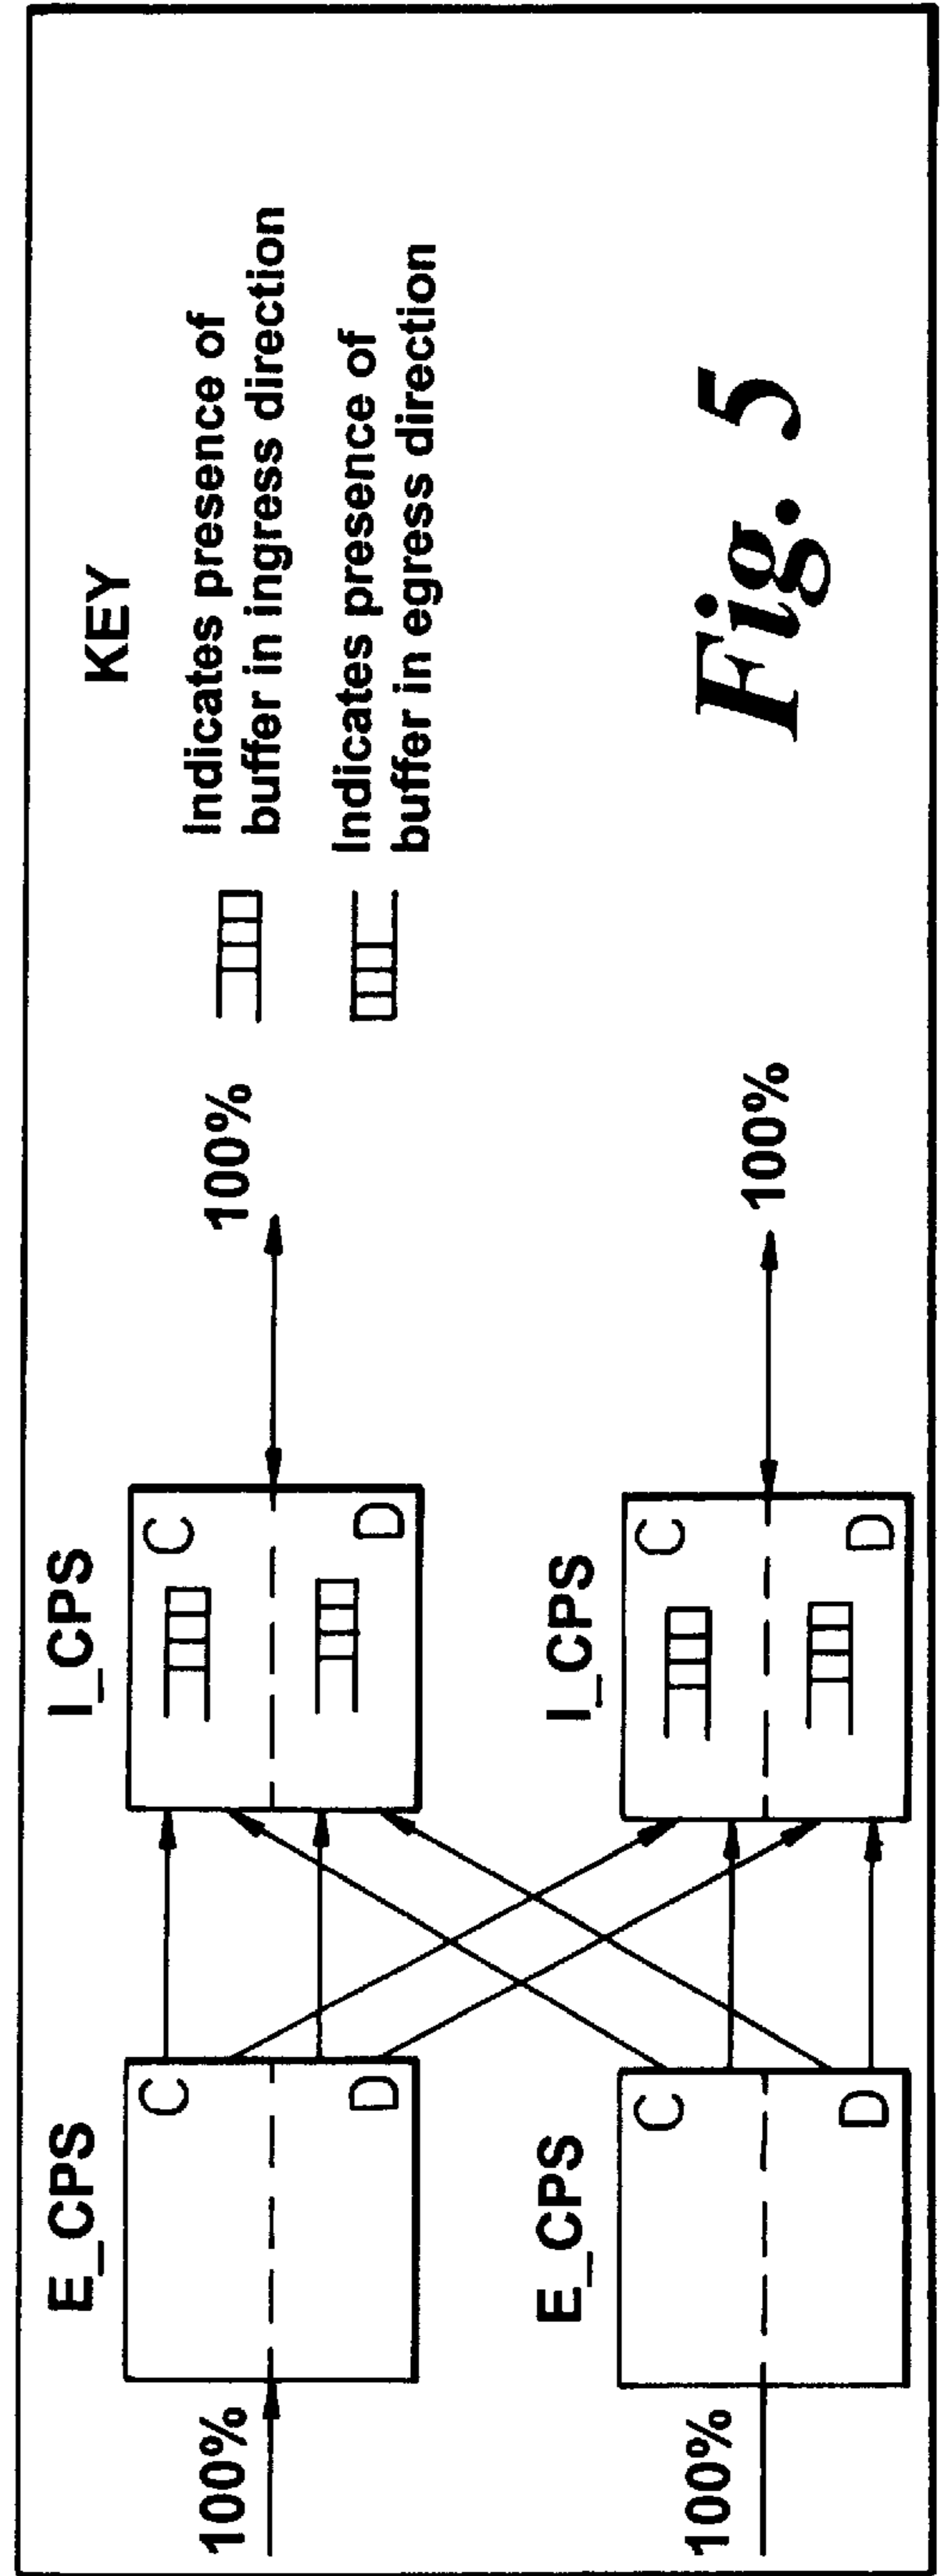 E_CPS
I_CPS
KEY
100%
C
D
C
D
100%
Indicates presence of
buffer in ingress direction
Indicates presence of
buffer in egress direction
E_CPS
I_CPS
100%
C
D
C
D
100%
Fig. 5